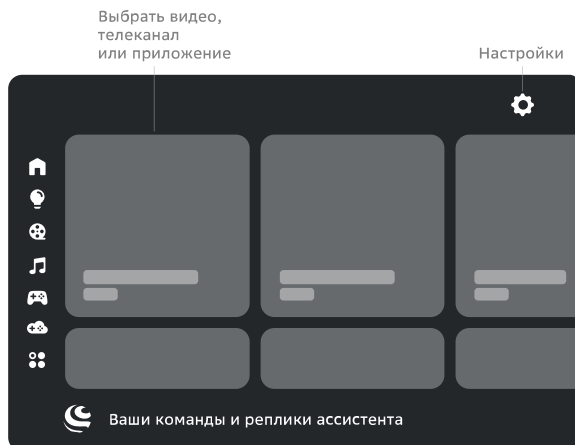 Выбрать видео,
телеканал
или приложение
Настройки
Ваши команды и реплики ассистента